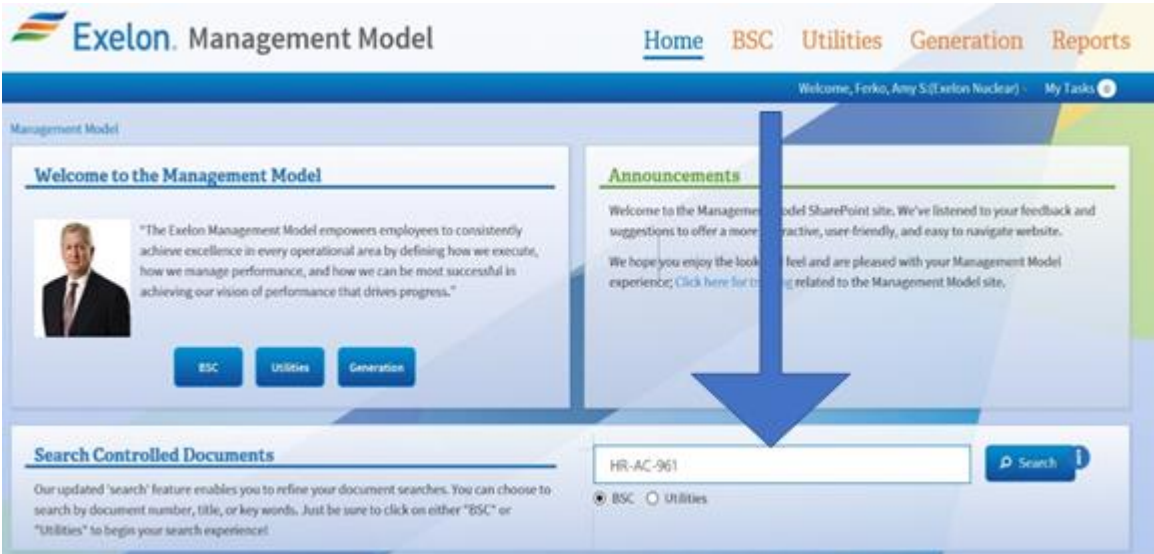 Exelon. Management Model
Home BSC Utilities Generation Reports
Welcome, Ferko, Amy S:(Exelon Nuclear) My Tasks 0
Management Model
Welcome to the Management Model
"The Exelon Management Model empowers employees to consistently
achieve excellence in every operational area by defining how we execute,
how we manage performance, and how we can be most successful in
achieving our vision of performance that drives progress."
BSC Utilities Generation
Announcements
Welcome to the Managemen odel SharePoint site. We've listened to your feedback and
suggestions to offer a more ractive, user-friendly, and easy to navigate website.
We hope you enjoy the look feel and are pleased with your Management Model
experience; Click here for tr g related to the Management Model site.
Search Controlled Documents
Our updated 'search' feature enables you to refine your document searches. You can choose to
search by document number, title, or key words. Just be sure to click on either "BSC" or
"Utilities" to begin your search experience!
HR-AC-961
Search i
BSC Utilities